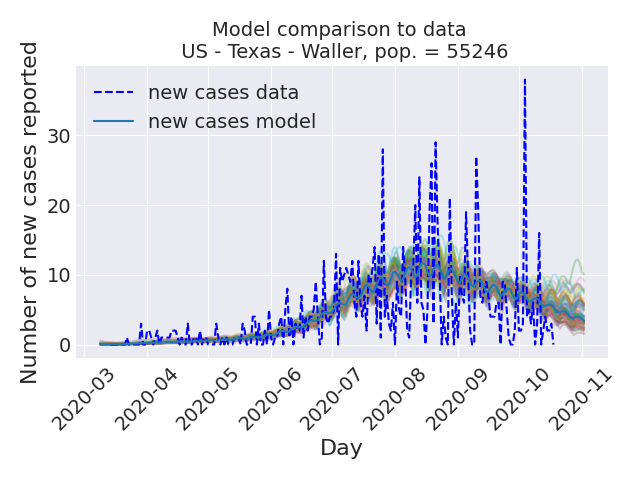 Model comparison to data
US - Texas - Waller, pop. = 55246
Number of new cases reported
new cases data
new cases model
30
20
10
0
2020-03
2020-04
2020-05
2020-06
2020-07
2020-08
2020-09
2020-10
2020-11
Day